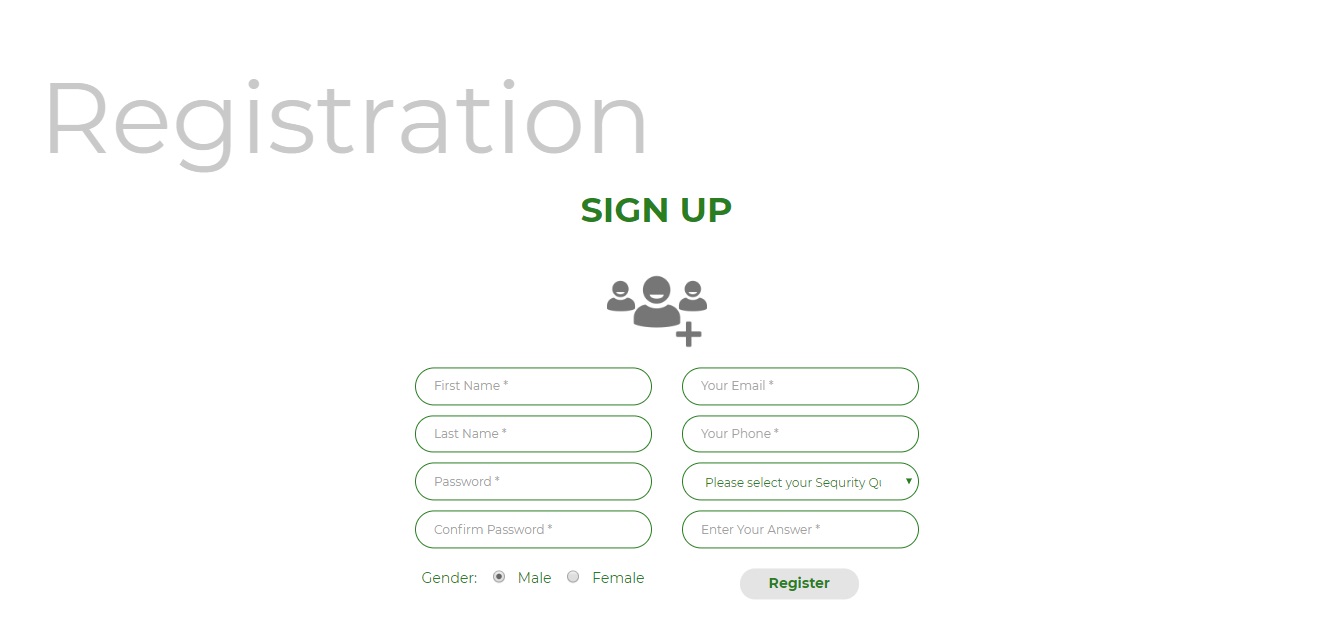 Registration
SIGN UP
First Name *
Your Email *
Last Name *
Your Phone *
Password *
Please select your Sequrity
Confirm Password *
Enter Your Answer *
Gender: Male Female
Register